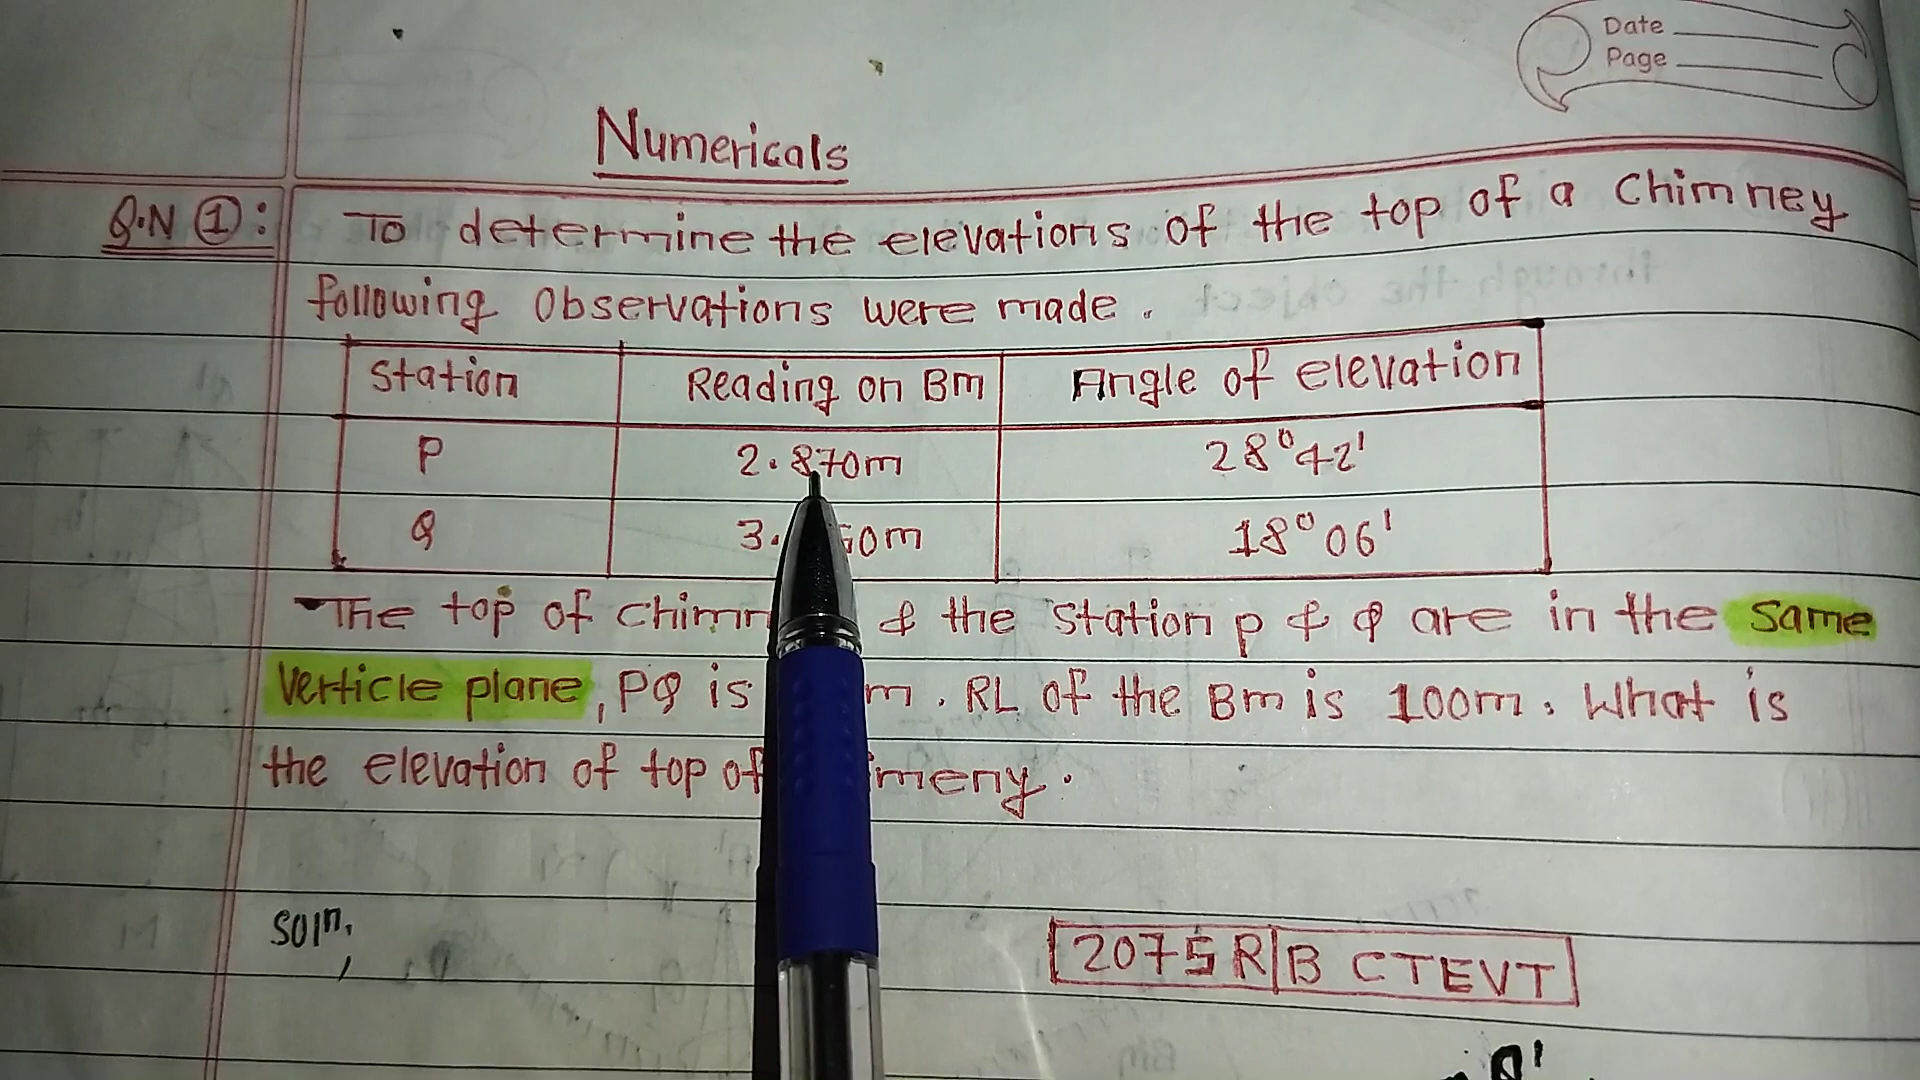 Date
Page
Numericals
Q.N 1: To determine the elevations of the top of a Chimney
following Observations were made.
Station Reading on Bm Angle of elevation
P 2.870m 28°42'
Q 18°06'
The top of & the Station p & Q are in the same
verticle plane, PQ is m. RL of the Bm is 100m. What is
the elevation of top of
soln,
2075 R|B CTEVT